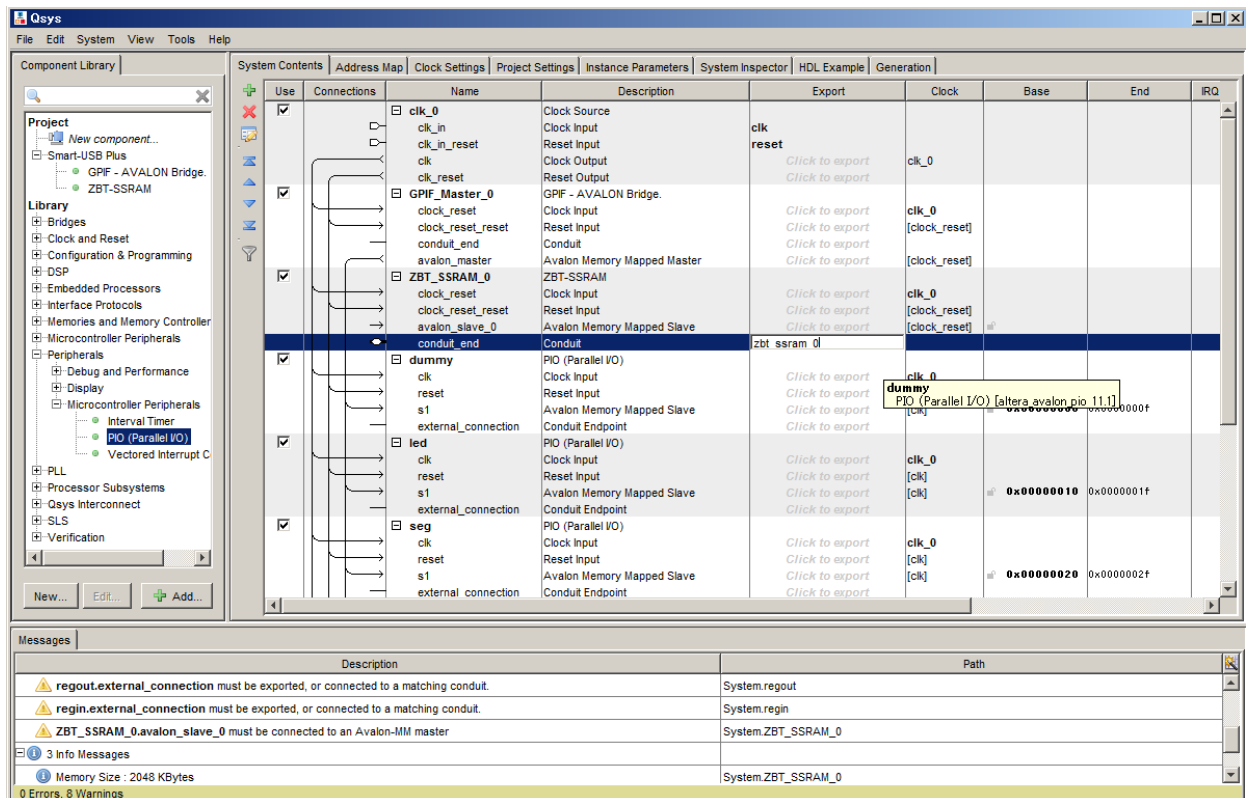 Qsys
File Edit System View Tools Help
Component Library
Project
New component...
Smart-USB Plus
GPIF - AVALON Bridge.
ZBT-SSRAM
Library
Bridges
Clock and Reset
Configuration & Programming
DSP
Embedded Processors
Interface Protocols
Memories and Memory Controller
Microcontroller Peripherals
Peripherals
Debug and Performance
Display
Microcontroller Peripherals
Interval Timer
PIO (Parallel I/O)
Vectored Interrupt C
PLL
Processor Subsystems
Qsys Interconnect
SLS
Verification
New... Edit... Add...
System Contents Address Map Clock Settings Project Settings Instance Parameters System Inspector HDL Example Generation
Use Connections Name Description Export Clock Base End IRQ
clk_0 Clock Source
clk_in Clock Input clk
clk_in_reset Reset Input reset
clk Clock Output Click to export clk_0
clk_reset Reset Output Click to export
GPIF_Master_0 GPIF - AVALON Bridge.
clock_reset Clock Input Click to export clk_0
clock_reset_reset Reset Input Click to export [clock_reset]
conduit_end Conduit Click to export
avalon_master Avalon Memory Mapped Master Click to export [clock_reset]
ZBT_SSRAM_0 ZBT-SSRAM
clock_reset Clock Input Click to export clk_0
clock_reset_reset Reset Input Click to export [clock_reset]
avalon_slave_0 Avalon Memory Mapped Slave Click to export [clock_reset]
conduit_end Conduit zbt_ssram_0
dummy PIO (Parallel I/O)
clk Clock Input Click to export clk_0
reset Reset Input Click to export
s1 Avalon Memory Mapped Slave Click to export [clk] 0x0000000f
external_connection Conduit Endpoint Click to export
dummy
PIO (Parallel I/O) [altera_avalon_pio 11.1]
led PIO (Parallel I/O)
clk Clock Input Click to export clk_0
reset Reset Input Click to export [clk]
s1 Avalon Memory Mapped Slave Click to export [clk] 0x00000010 0x0000001f
external_connection Conduit Endpoint Click to export
seg PIO (Parallel I/O)
clk Clock Input Click to export clk_0
reset Reset Input Click to export [clk]
s1 Avalon Memory Mapped Slave Click to export [clk] 0x00000020 0x0000002f
external_connection Conduit Endpoint Click to export
Messages
Description Path
regout.external_connection must be exported, or connected to a matching conduit. System.regout
regin.external_connection must be exported, or connected to a matching conduit. System.regin
ZBT_SSRAM_0.avalon_slave_0 must be connected to an Avalon-MM master System.ZBT_SSRAM_0
3 Info Messages
Memory Size : 2048 KBytes System.ZBT_SSRAM_0
0 Errors, 8 Warnings